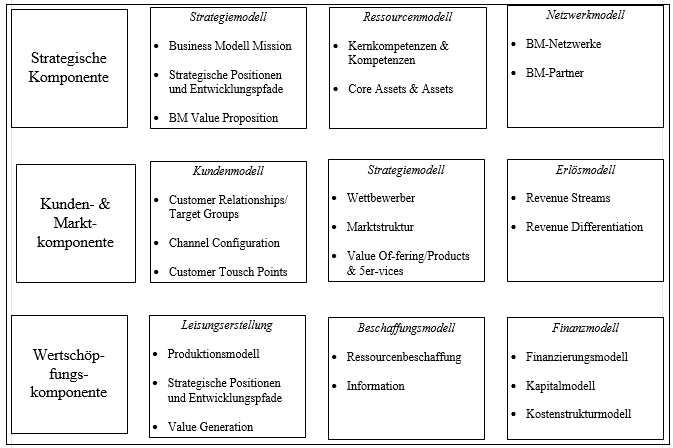 Strategische
Komponente
Strategiemodell
• Business Modell Mission
• Strategische Positionen
und Entwicklungspfade
• BM Value Proposition
Ressourcenmodell
• Kernkompetenzen &
Kompetenzen
• Core Assets & Assets
Netzwerkmodell
• BM-Netzwerke
• BM-Partner
Kunden- &
Markt-
komponente
Kundenmodell
• Customer Relationships/
Target Groups
• Channel Configuration
• Customer Tousch Points
Strategiemodell
• Wettbewerber
• Marktstruktur
• Value Of-fering/Products
& 5er-vices
Erlösmodell
• Revenue Streams
• Revenue Differentiation
Wertschöp-
fungs-
komponente
Leisungserstellung
• Produktionsmodell
• Strategische Positionen
und Entwicklungspfade
• Value Generation
Beschaffungsmodell
• Ressourcenbeschaffung
• Information
Finanzmodell
• Finanzierungsmodell
• Kapitalmodell
• Kostenstrukturmodell